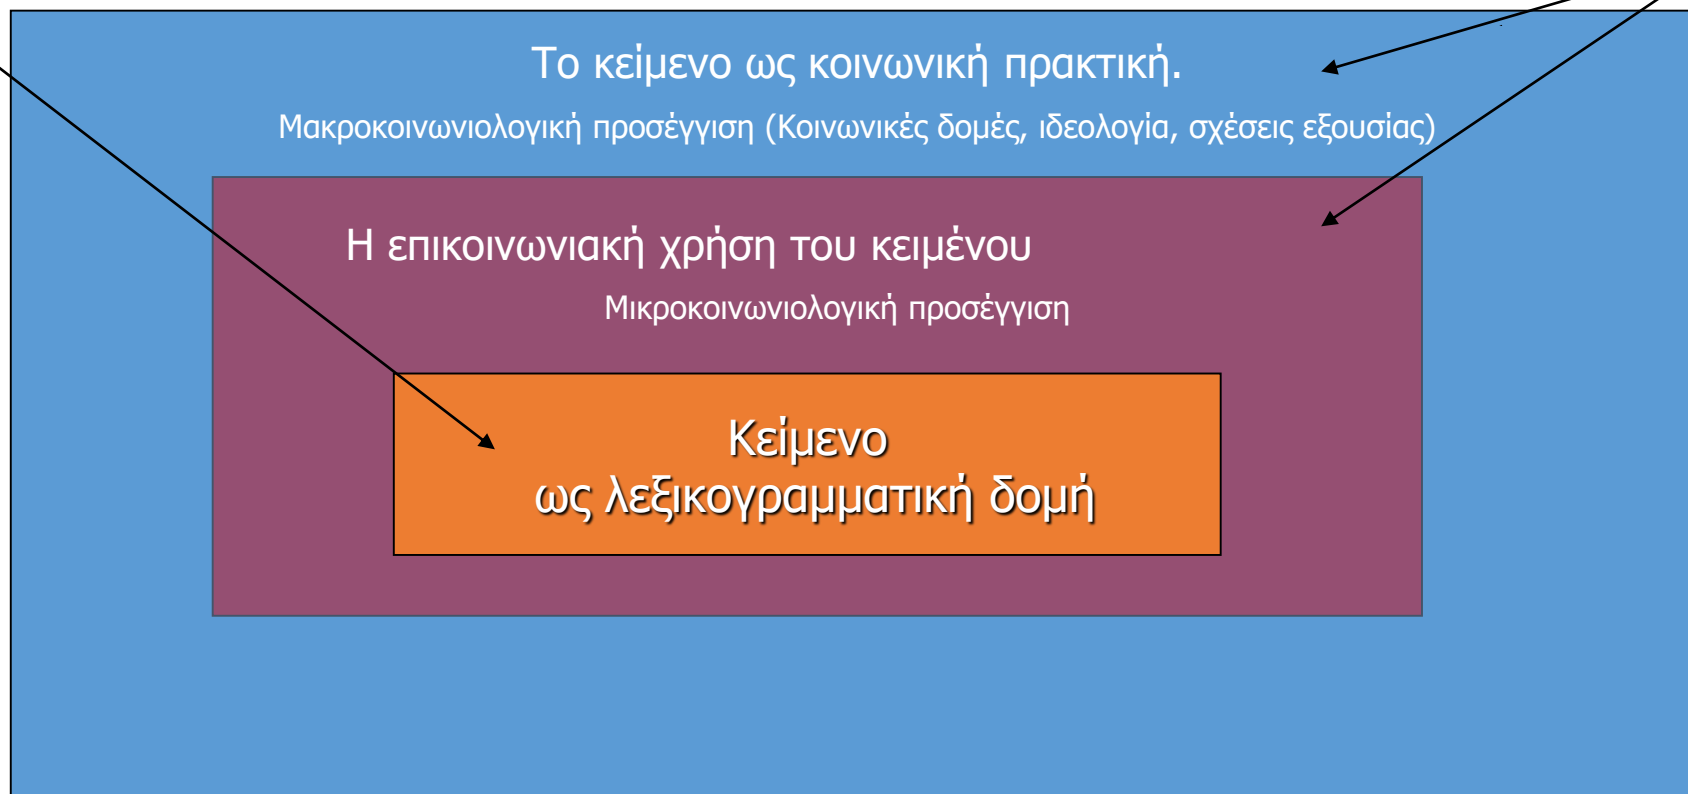 Το κείμενο ως κοινωνική πρακτική.
Μακροκοινωνιολογική προσέγγιση (Κοινωνικές δομές, ιδεολογία, σχέσεις εξουσίας)
Η επικοινωνιακή χρήση του κειμένου
Μικροκοινωνιολογική προσέγγιση
Κείμενο
ως λεξικογραμματική δομή